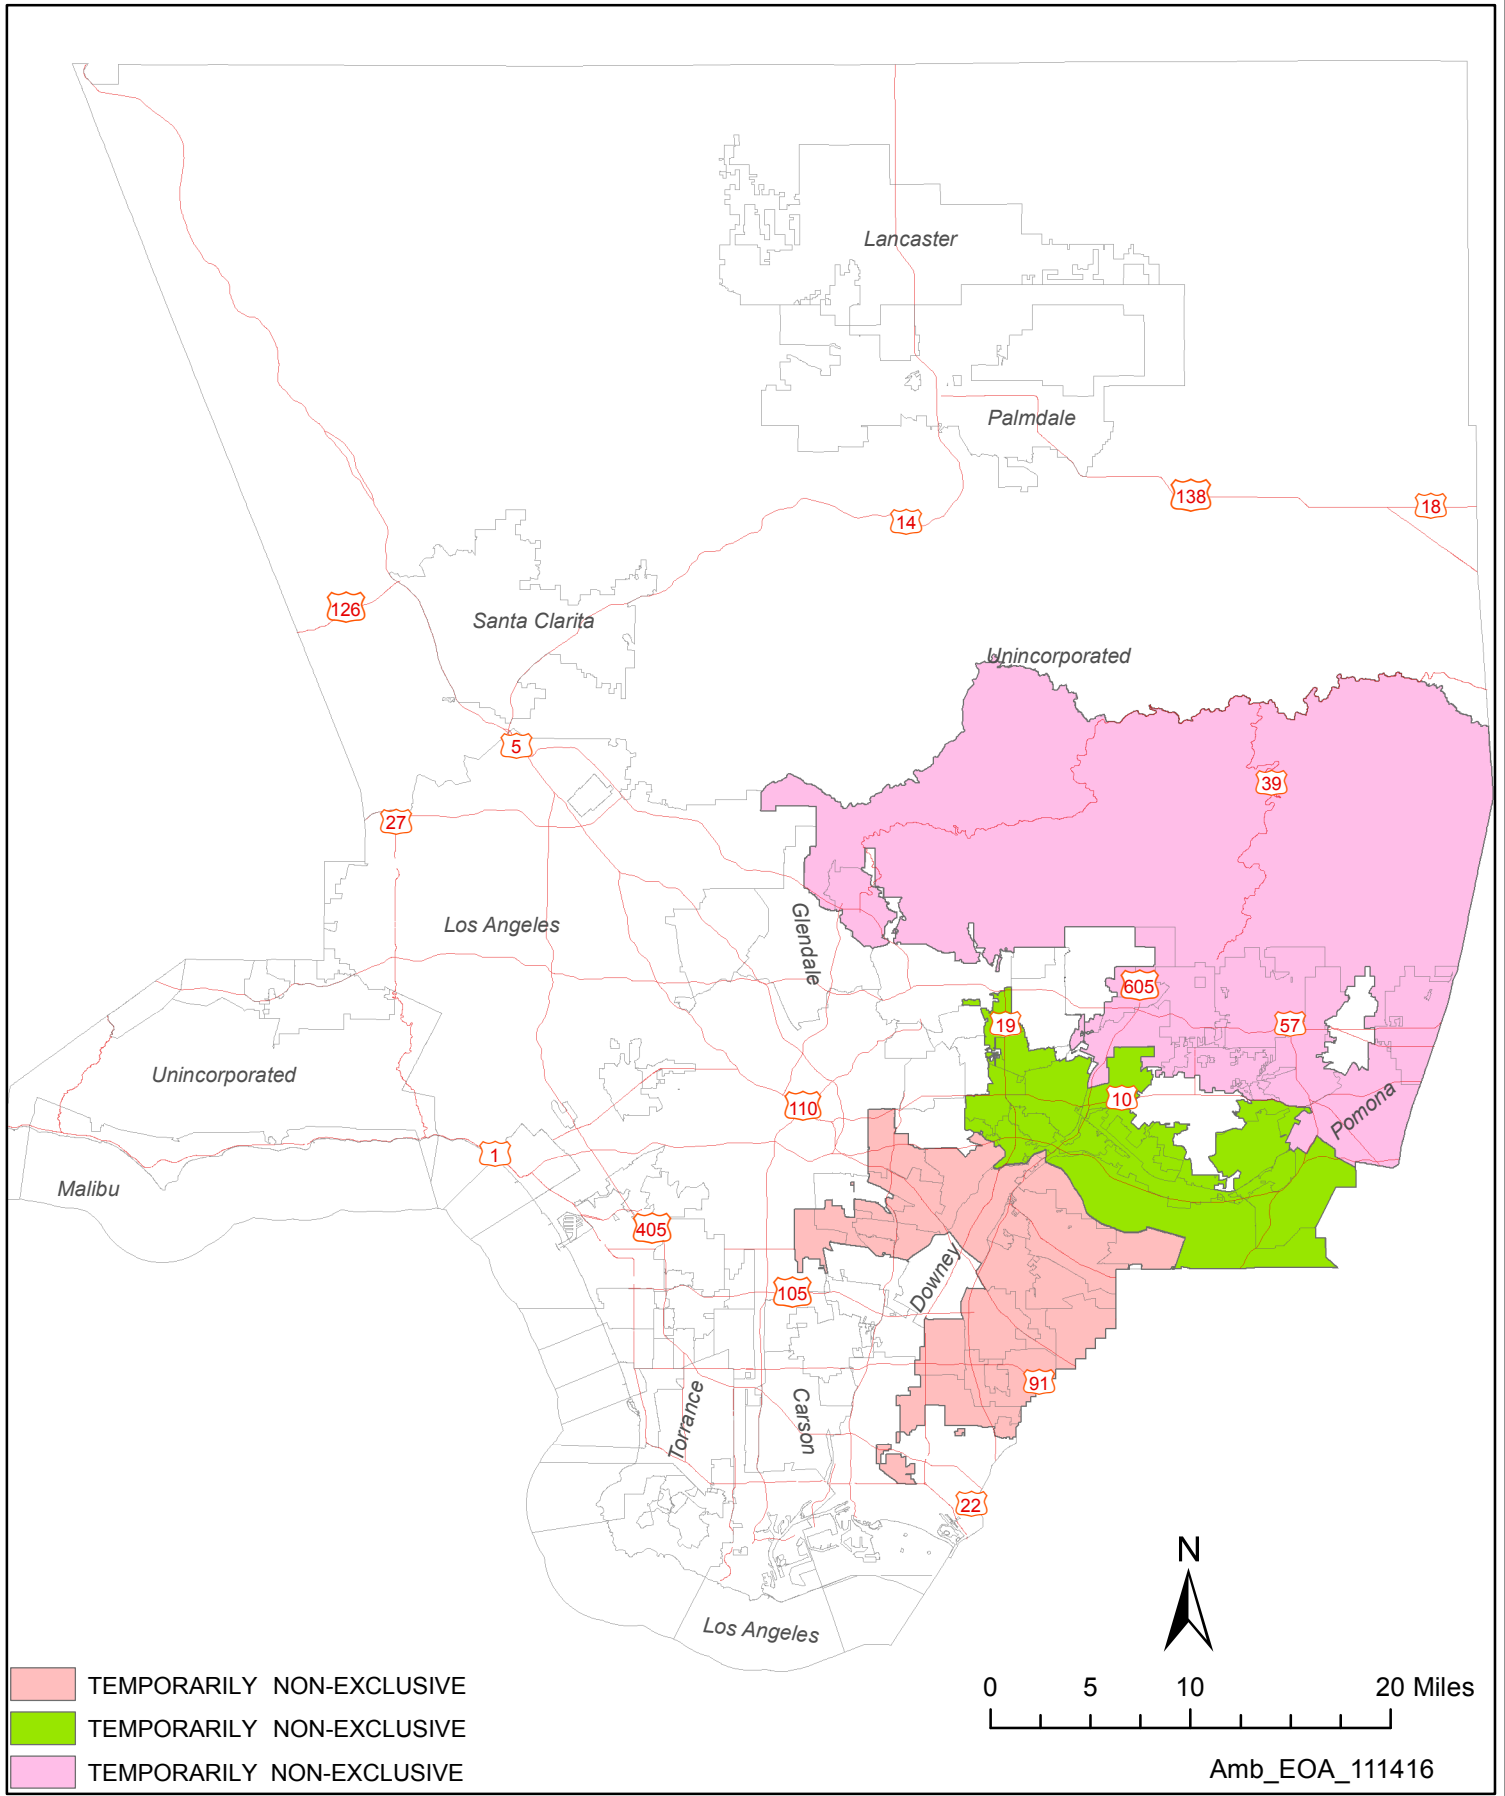 Lancaster
Palmdale
138
18
14
126
Santa Clarita
Unincorporated
5
39
27
Los Angeles
Glendale
605
19
57
Unincorporated
110
10
Pomona
1
Malibu
405
Downey
105
91
Torrance
Carson
22
N
Los Angeles
TEMPORARILY NON-EXCLUSIVE
TEMPORARILY NON-EXCLUSIVE
TEMPORARILY NON-EXCLUSIVE
0 5 10 20 Miles
Amb_EOA_111416